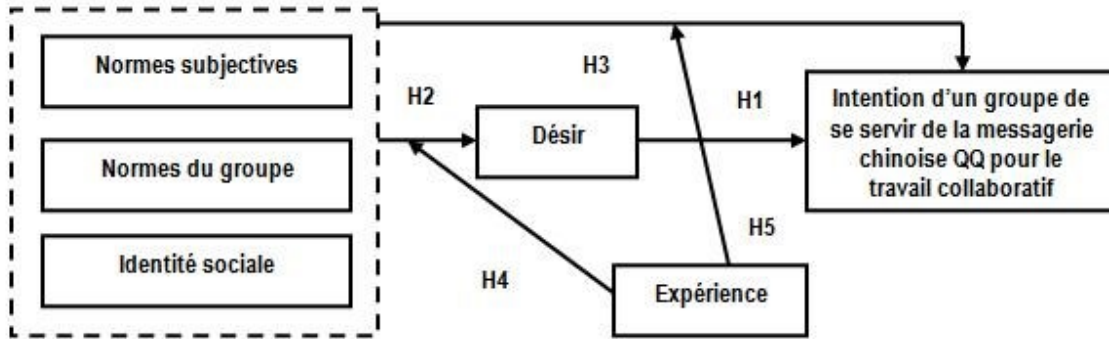 Normes subjectives
Normes du groupe
Identité sociale
H2
Désir
H3
H1
Intention d'un groupe de
se servir de la messagerie
chinoise QQ pour le
travail collaboratif
H4
H5
Expérience